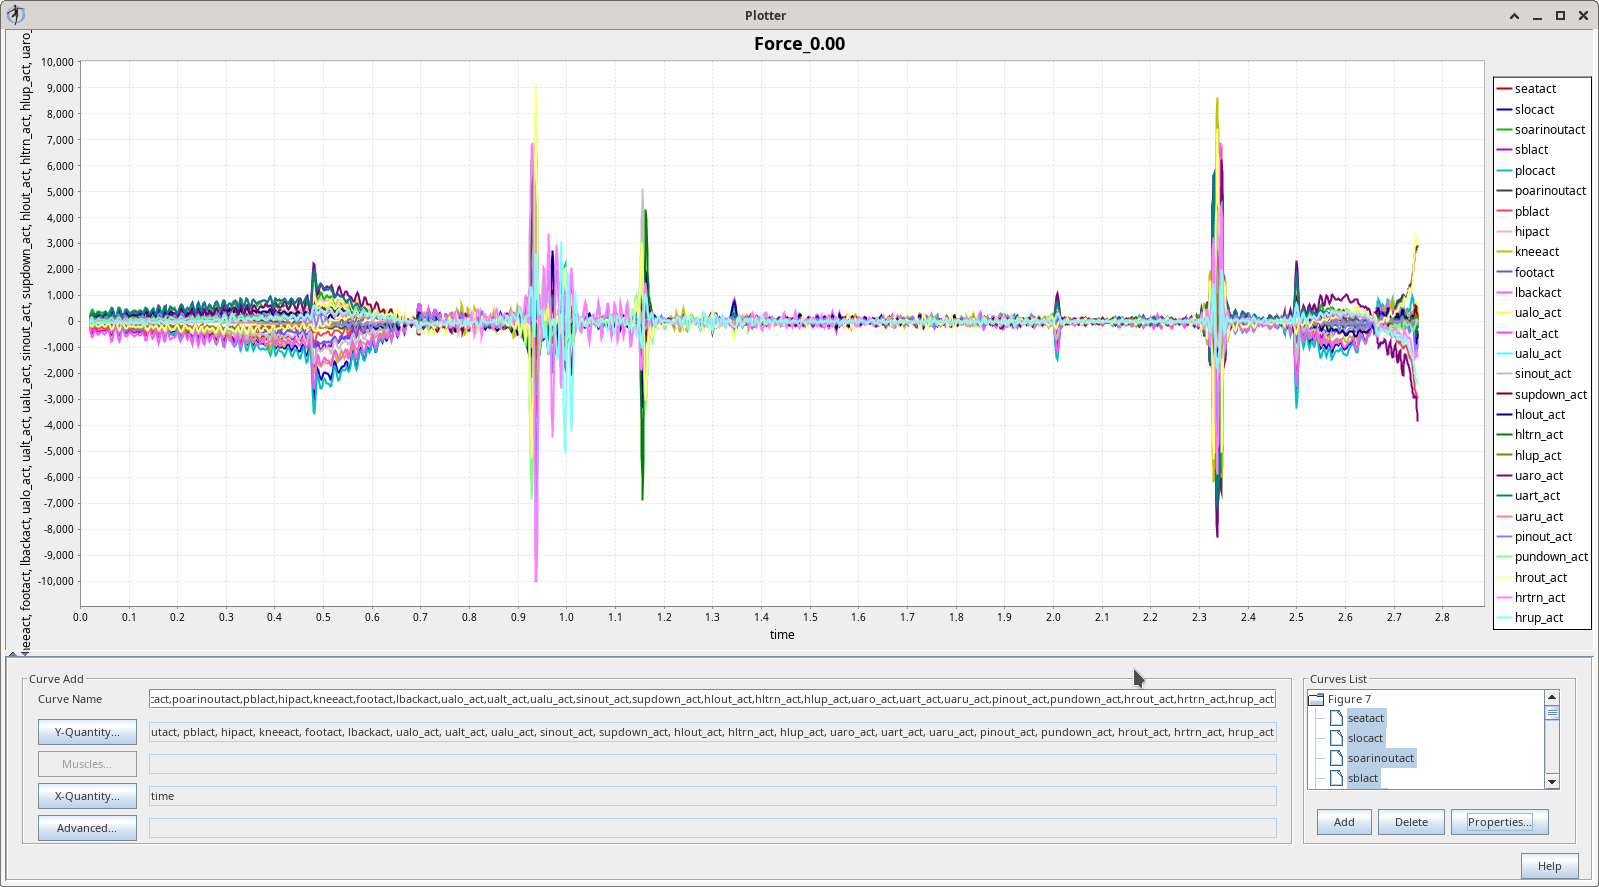 Plotter
Force_0.00
neeact, footact, lbackact, ualo_act, ualt_act, ualu_act, sinout_act, supdown_act, hlout_act, hltrn_act, hlup_act, uaro_
10,000
9,000
8,000
7,000
6,000
5,000
4,000
3,000
2,000
1,000
0
-1,000
-2,000
-3,000
-4,000
-5,000
-6,000
-7,000
-8,000
-9,000
-10,000
0.0 0.1 0.2 0.3 0.4 0.5 0.6 0.7 0.8 0.9 1.0 1.1 1.2 1.3 1.4 1.5 1.6 1.7 1.8 1.9 2.0 2.1 2.2 2.3 2.4 2.5 2.6 2.7 2.8
time
seatact
slocact
soarinoutact
sblact
plocact
poarinoutact
pblact
hipact
kneeact
footact
lbackact
ualo_act
ualt_act
ualu_act
sinout_act
supdown_act
hlout_act
hltrn_act
hlup_act
uaro_act
uart_act
uaru_act
pinout_act
pundown_act
hrout_act
hrtrn_act
hrup_act
Curve Add
Curve Name :act,poarinoutact,pblact,hipact,kneeact,footact,lbackact,ualo_act,ualt_act,ualu_act,sinout_act,supdown_act,hlout_act,hltrn_act,hlup_act,uaro_act,uart_act,uaru_act,pinout_act,pundown_act,hrout_act,hrtrn_act,hrup_act
Y-Quantity... utact, pblact, hipact, kneeact, footact, lbackact, ualo_act, ualt_act, ualu_act, sinout_act, supdown_act, hlout_act, hltrn_act, hlup_act, uaro_act, uart_act, uaru_act, pinout_act, pundown_act, hrout_act, hrtrn_act, hrup_act
Muscles...
X-Quantity... time
Advanced...
Curves List
Figure 7
seatact
slocact
soarinoutact
sblact
Add Delete Properties...
Help